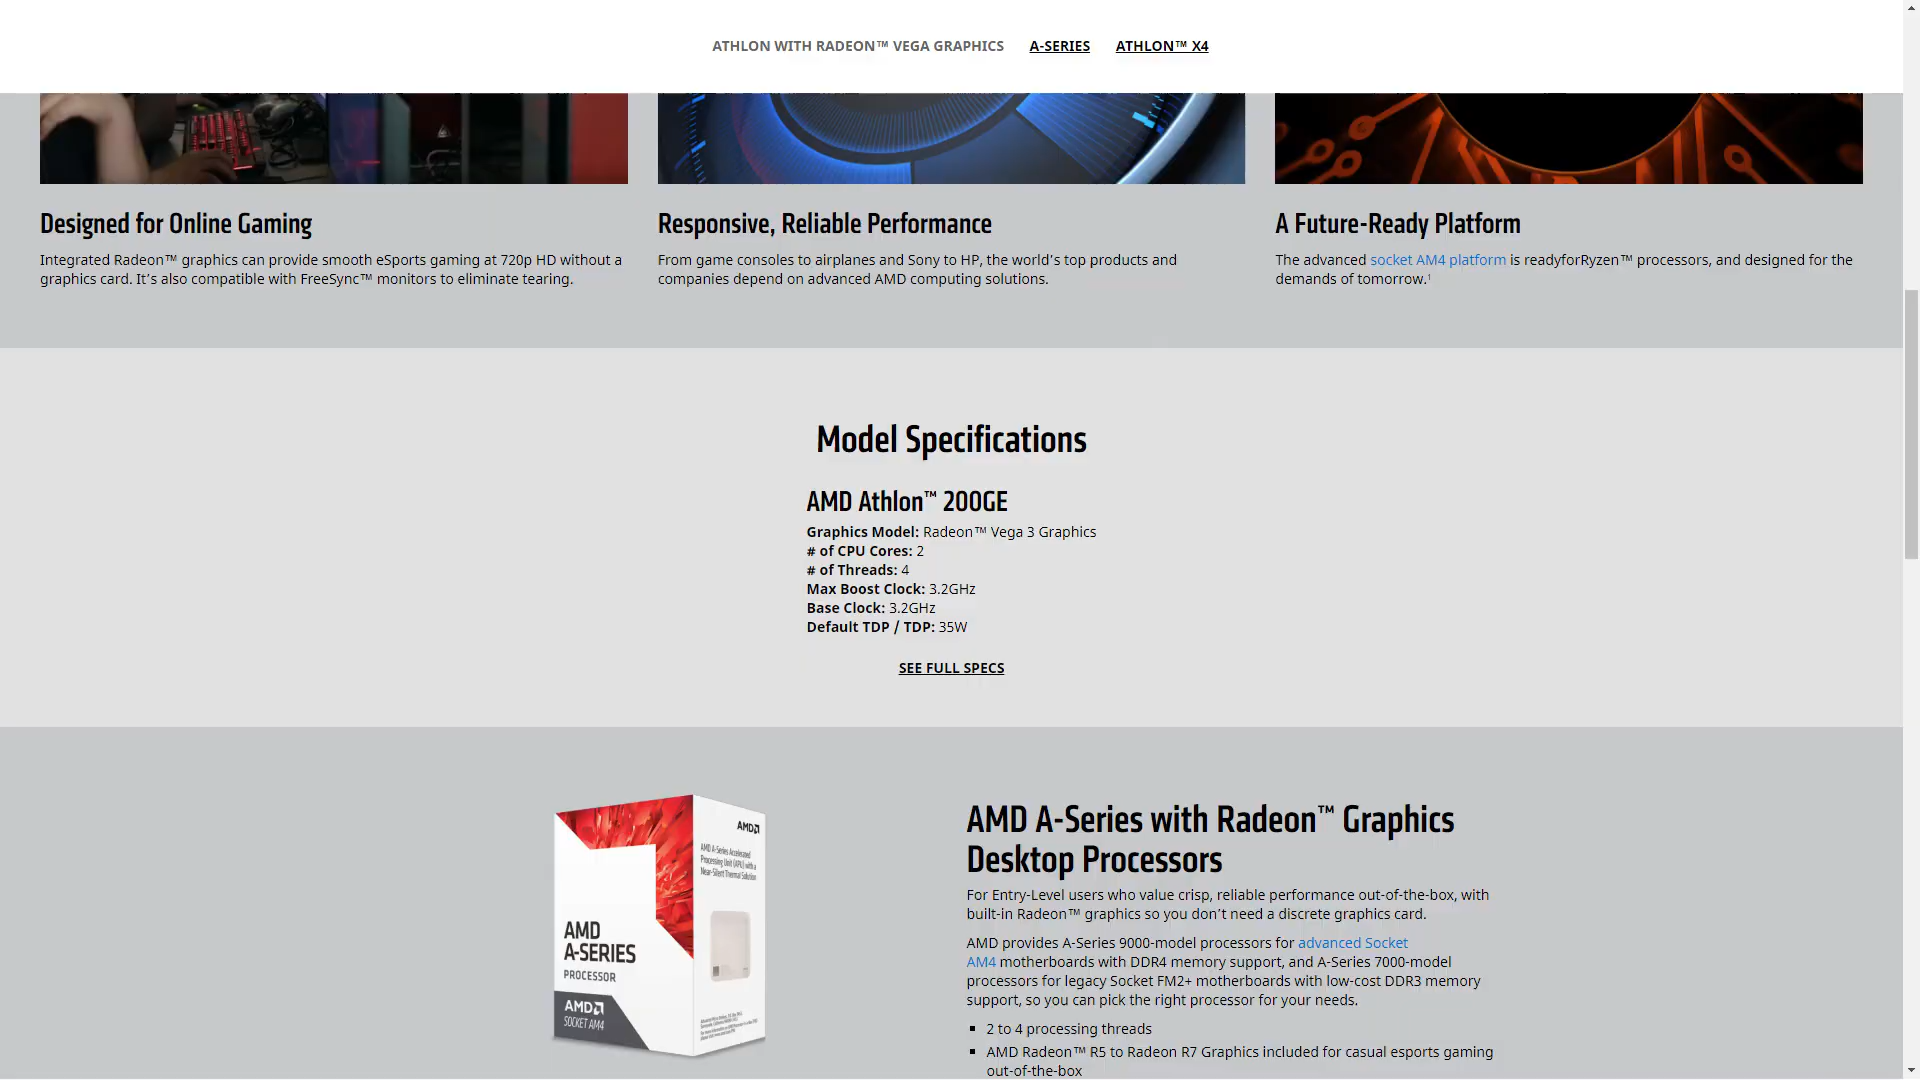 ATHLON WITH RADEON™ VEGA GRAPHICS A-SERIES ATHLON™ X4
Designed for Online Gaming
Integrated Radeon™ graphics can provide smooth eSports gaming at 720p HD without a
graphics card. It’s also compatible with FreeSync™ monitors to eliminate tearing.
Responsive, Reliable Performance
From game consoles to airplanes and Sony to HP, the world's top products and
companies depend on advanced AMD computing solutions.
A Future-Ready Platform
The advanced socket AM4 platform is readyforRyzen™ processors, and designed for the
demands of tomorrow.¹
Model Specifications
AMD Athlon™ 200GE
Graphics Model: Radeon™ Vega 3 Graphics
# of CPU Cores: 2
# of Threads: 4
Max Boost Clock: 3.2GHz
Base Clock: 3.2GHz
Default TDP / TDP: 35W
SEE FULL SPECS
AMD
AMD A-Series Accelerated
Processing Unit (APU) with a
Near-Silent Thermal Solution
AMD
A-SERIES
PROCESSOR
AMD
SOCKET AM4
AMD A-Series with Radeon™ Graphics
Desktop Processors
For Entry-Level users who value crisp, reliable performance out-of-the-box, with
built-in Radeon™ graphics so you don’t need a discrete graphics card.
AMD provides A-Series 9000-model processors for advanced Socket
AM4 motherboards with DDR4 memory support, and A-Series 7000-model
processors for legacy Socket FM2+ motherboards with low-cost DDR3 memory
support, so you can pick the right processor for your needs.
2 to 4 processing threads
AMD Radeon™ R5 to Radeon R7 Graphics included for casual esports gaming
out-of-the-box